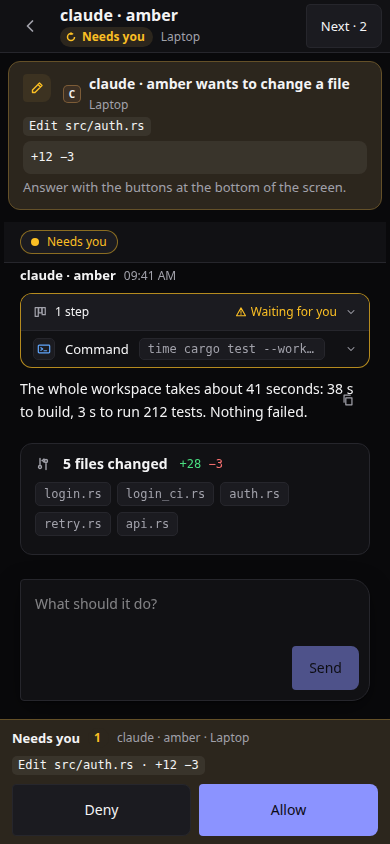 claude · amber
Needs you Laptop
Next · 2
C claude · amber wants to change a file
Laptop
Edit src/auth.rs
+12 −3
Answer with the buttons at the bottom of the screen.
Needs you
claude · amber 09:41 AM
1 step Waiting for you
Command time cargo test --work…
The whole workspace takes about 41 seconds: 38 s
to build, 3 s to run 212 tests. Nothing failed.
5 files changed +28 −3
login.rs login_ci.rs auth.rs
retry.rs api.rs
What should it do?
Send
Needs you 1 claude · amber · Laptop
Edit src/auth.rs · +12 −3
Deny Allow